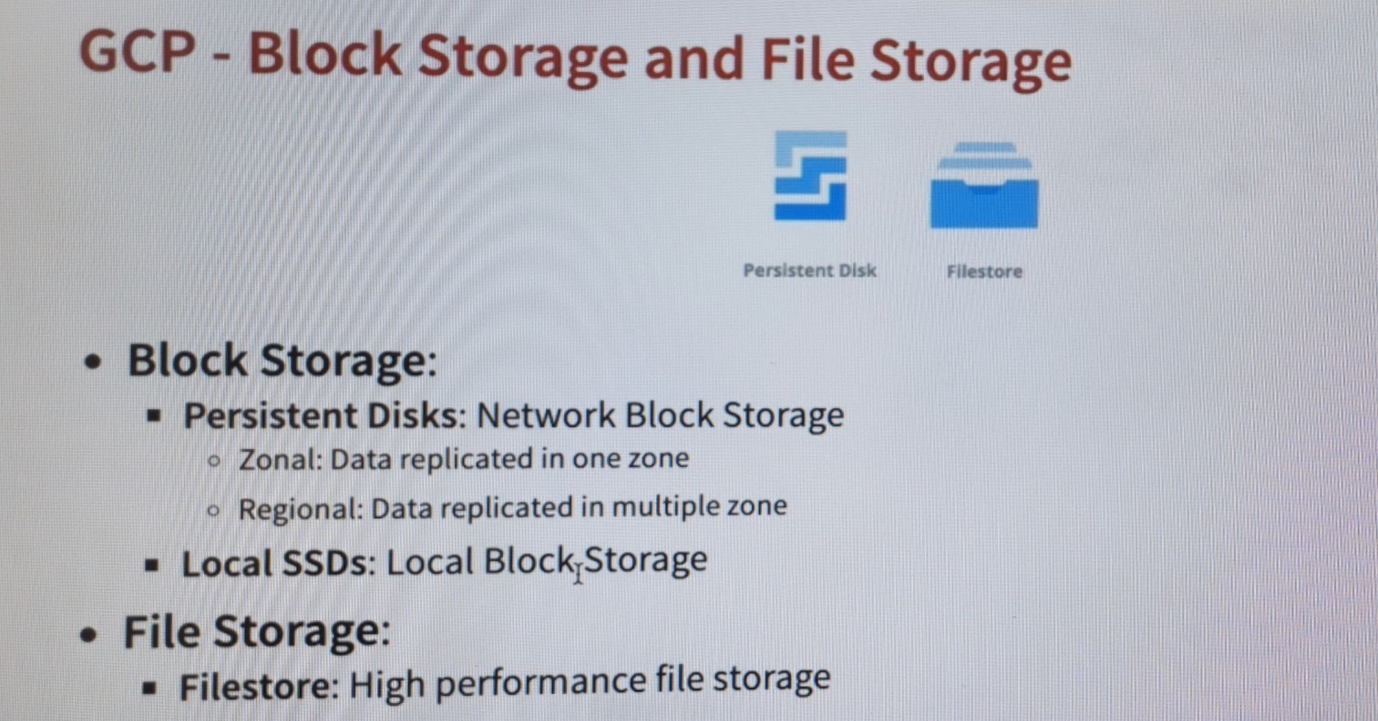 GCP - Block Storage and File Storage
Persistent Disk Filestore
• Block Storage:
▪ Persistent Disks: Network Block Storage
○ Zonal: Data replicated in one zone
○ Regional: Data replicated in multiple zone
▪ Local SSDs: Local Block Storage
• File Storage:
▪ Filestore: High performance file storage